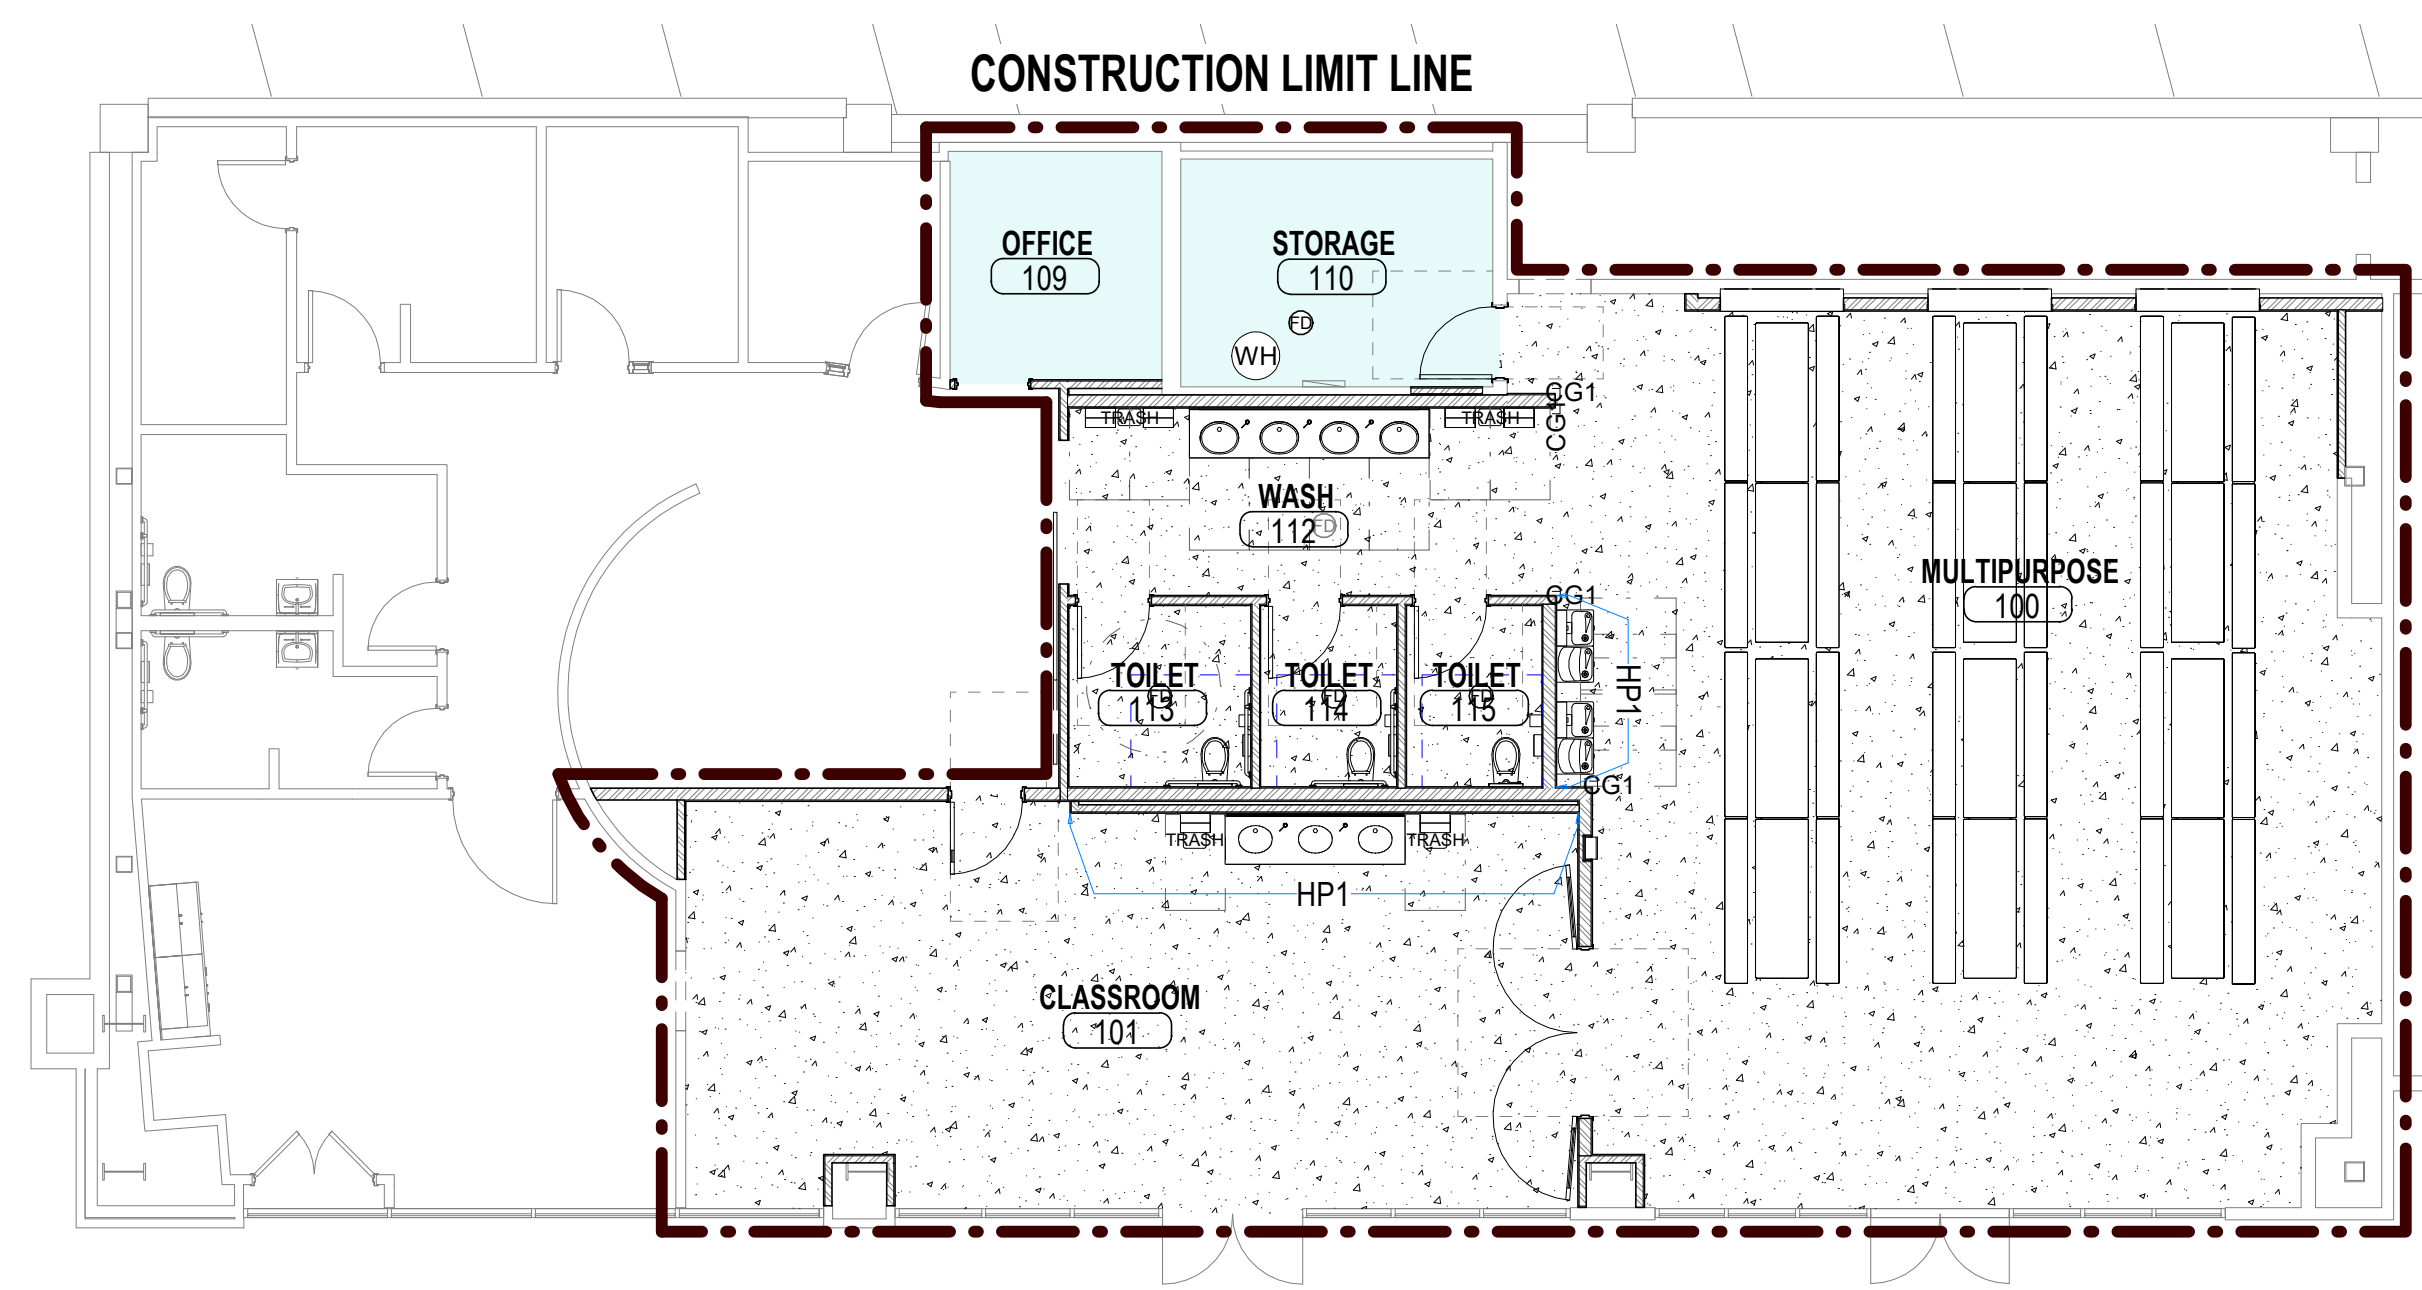 CONSTRUCTION LIMIT LINE
OFFICE
109
STORAGE
110
FD
WH
CG1
CG1
TRASH
TRASH
WASH
112
FD
MULTIPURPOSE
100
CG1
HP1
TOILET
FD
113
TOILET
FD
114
TOILET
FD
115
CG1
TRASH
TRASH
HP1
CLASSROOM
101